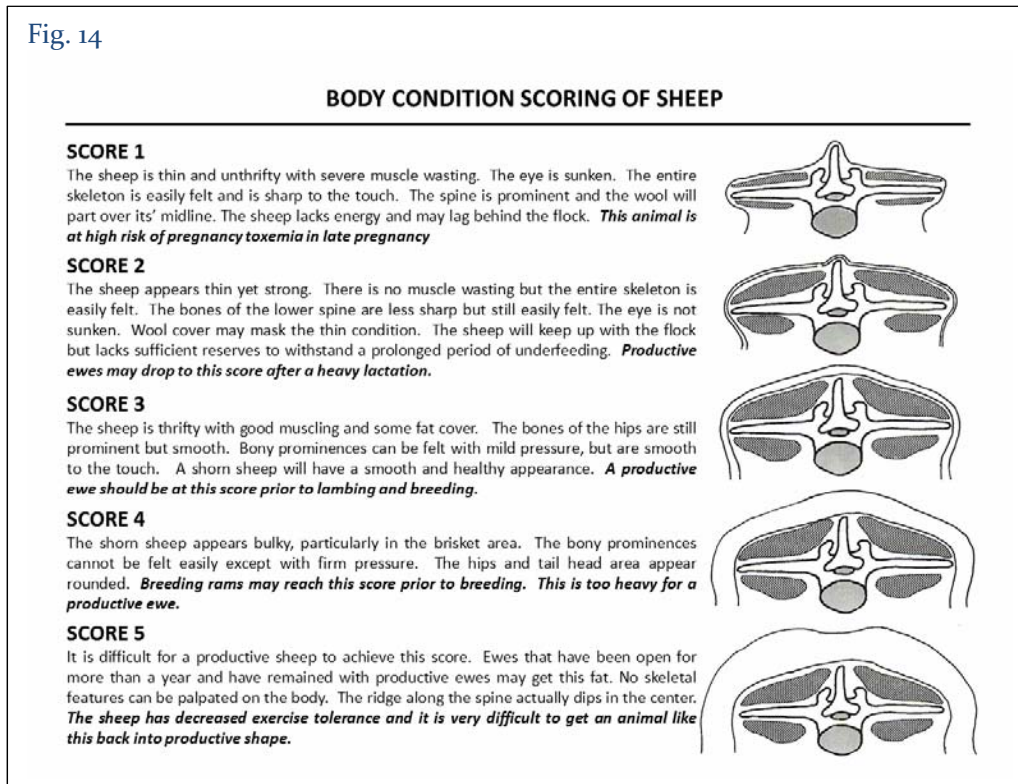 Fig. 14
BODY CONDITION SCORING OF SHEEP
SCORE 1
The sheep is thin and unthrifty with severe muscle wasting. The eye is sunken. The entire
skeleton is easily felt and is sharp to the touch. The spine is prominent and the wool will
part over its' midline. The sheep lacks energy and may lag behind the flock. This animal is
at high risk of pregnancy toxemia in late pregnancy
SCORE 2
The sheep appears thin yet strong. There is no muscle wasting but the entire skeleton is
easily felt. The bones of the lower spine are less sharp but still easily felt. The eye is not
sunken. Wool cover may mask the thin condition. The sheep will keep up with the flock
but lacks sufficient reserves to withstand a prolonged period of underfeeding. Productive
ewes may drop to this score after a heavy lactation.
SCORE 3
The sheep is thrifty with good muscling and some fat cover. The bones of the hips are still
prominent but smooth. Bony prominences can be felt with mild pressure, but are smooth
to the touch. A shorn sheep will have a smooth and healthy appearance. A productive
ewe should be at this score prior to lambing and breeding.
SCORE 4
The shorn sheep appears bulky, particularly in the brisket area. The bony prominences
cannot be felt easily except with firm pressure. The hips and tail head area appear
rounded. Breeding rams may reach this score prior to breeding. This is too heavy for a
productive ewe.
SCORE 5
It is difficult for a productive sheep to achieve this score. Ewes that have been open for
more than a year and have remained with productive ewes may get this fat. No skeletal
features can be palpated on the body. The ridge along the spine actually dips in the center.
The sheep has decreased exercise tolerance and it is very difficult to get an animal like
this back into productive shape.